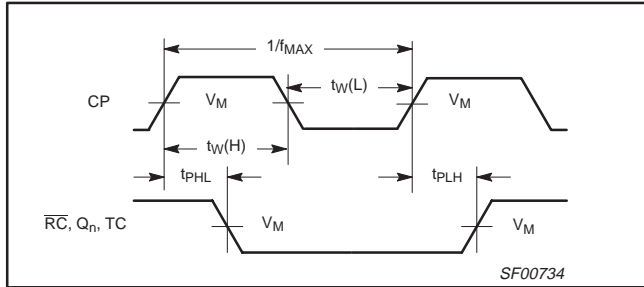 1/fMAX
CP
VM
tW(L)
VM
tW(H)
tPHL
tPLH
RC, Qn, TC
VM
VM
SF00734